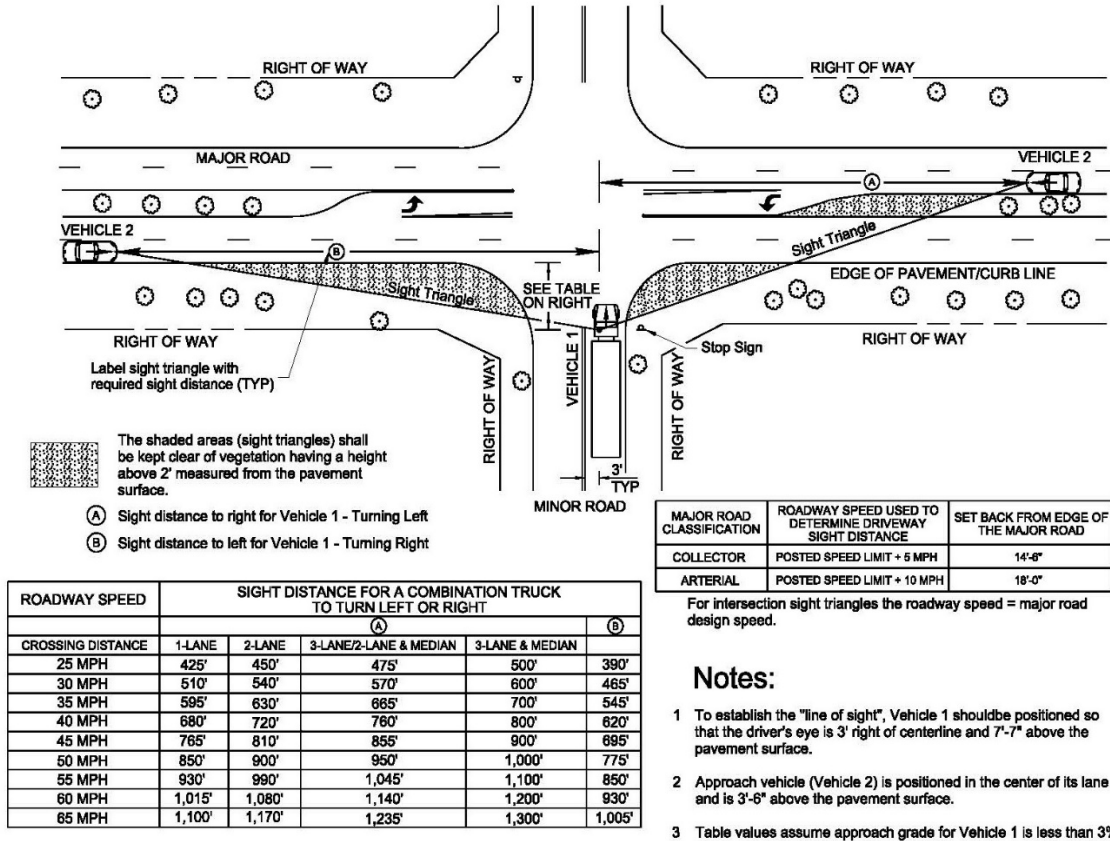 RIGHT OF WAY
RIGHT OF WAY
MAJOR ROAD
VEHICLE 2
A
VEHICLE 2
B
Sight Triangle
Sight Triangle
SEE TABLE
ON RIGHT
EDGE OF PAVEMENT/CURB LINE
RIGHT OF WAY
Stop Sign
RIGHT OF WAY
VEHICLE 1
RIGHT OF WAY
RIGHT OF WAY
Label sight triangle with
required sight distance (TYP)
3'
TYP
MINOR ROAD
The shaded areas (sight triangles) shall
be kept clear of vegetation having a height
above 2' measured from the pavement
surface.
A Sight distance to right for Vehicle 1 - Turning Left
B Sight distance to left for Vehicle 1 - Turning Right
MAJOR ROAD CLASSIFICATION ROADWAY SPEED USED TO DETERMINE DRIVEWAY SIGHT DISTANCE SET BACK FROM EDGE OF THE MAJOR ROAD
COLLECTOR POSTED SPEED LIMIT + 5 MPH 14'-6"
ARTERIAL POSTED SPEED LIMIT + 10 MPH 18'-0"
For intersection sight triangles the roadway speed = major road
design speed.
ROADWAY SPEED SIGHT DISTANCE FOR A COMBINATION TRUCK
TO TURN LEFT OR RIGHT
A B
CROSSING DISTANCE 1-LANE 2-LANE 3-LANE/2-LANE & MEDIAN 3-LANE & MEDIAN
25 MPH 425' 450' 475' 500' 390'
30 MPH 510' 540' 570' 600' 465'
35 MPH 595' 630' 665' 700' 545'
40 MPH 680' 720' 760' 800' 620'
45 MPH 765' 810' 855' 900' 695'
50 MPH 850' 900' 950' 1,000' 775'
55 MPH 930' 990' 1,045' 1,100' 850'
60 MPH 1,015' 1,080' 1,140' 1,200' 930'
65 MPH 1,100' 1,170' 1,235' 1,300' 1,005'
Notes:
1 To establish the "line of sight", Vehicle 1 shouldbe positioned so
that the driver's eye is 3' right of centerline and 7'-7" above the
pavement surface.
2 Approach vehicle (Vehicle 2) is positioned in the center of its lane
and is 3'-6" above the pavement surface.
3 Table values assume approach grade for Vehicle 1 is less than 3%